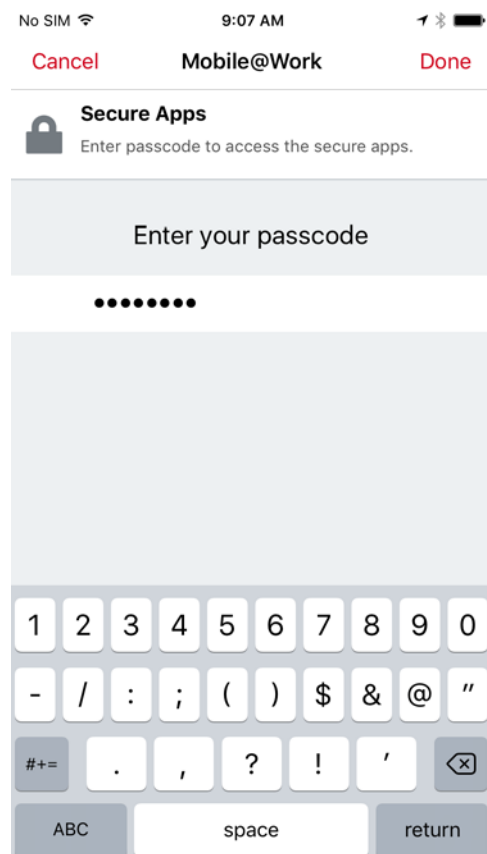 No SIM 9:07 AM
Cancel Mobile@Work Done
Secure Apps
Enter passcode to access the secure apps.
Enter your passcode
••••••••
1 2 3 4 5 6 7 8 9 0
- / : ; ( ) $ & @ "
#+= . , ? ! '
ABC space return